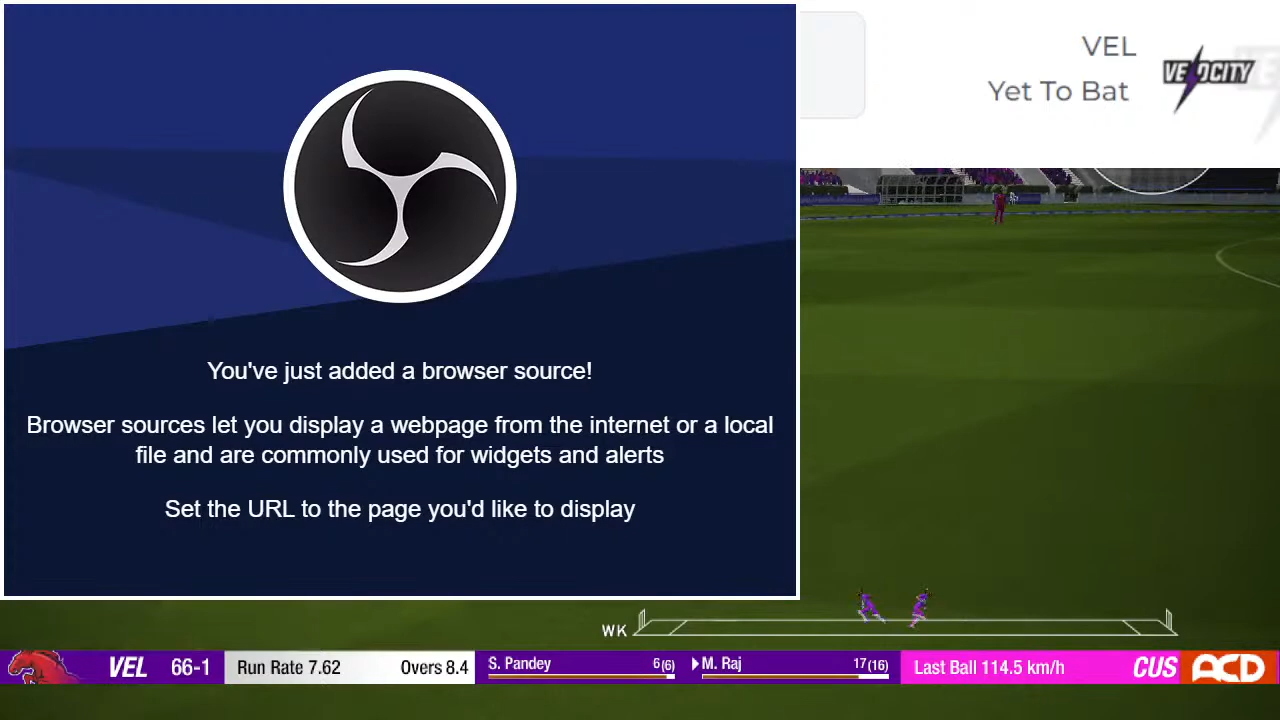 VEL
Yet To Bat
VELOCITY
You've just added a browser source!
Browser sources let you display a webpage from the internet or a local
file and are commonly used for widgets and alerts
Set the URL to the page you'd like to display
WK
VEL 66-1 Run Rate 7.62 Overs 8.4 S. Pandey 6(6) M. Raj 17(16) Last Ball 114.5 km/h CUS ACD